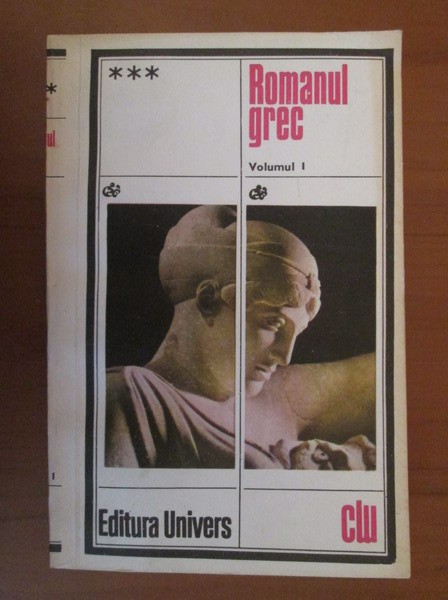 ***
Romanul
grec
Volumul I
Editura Univers
clu